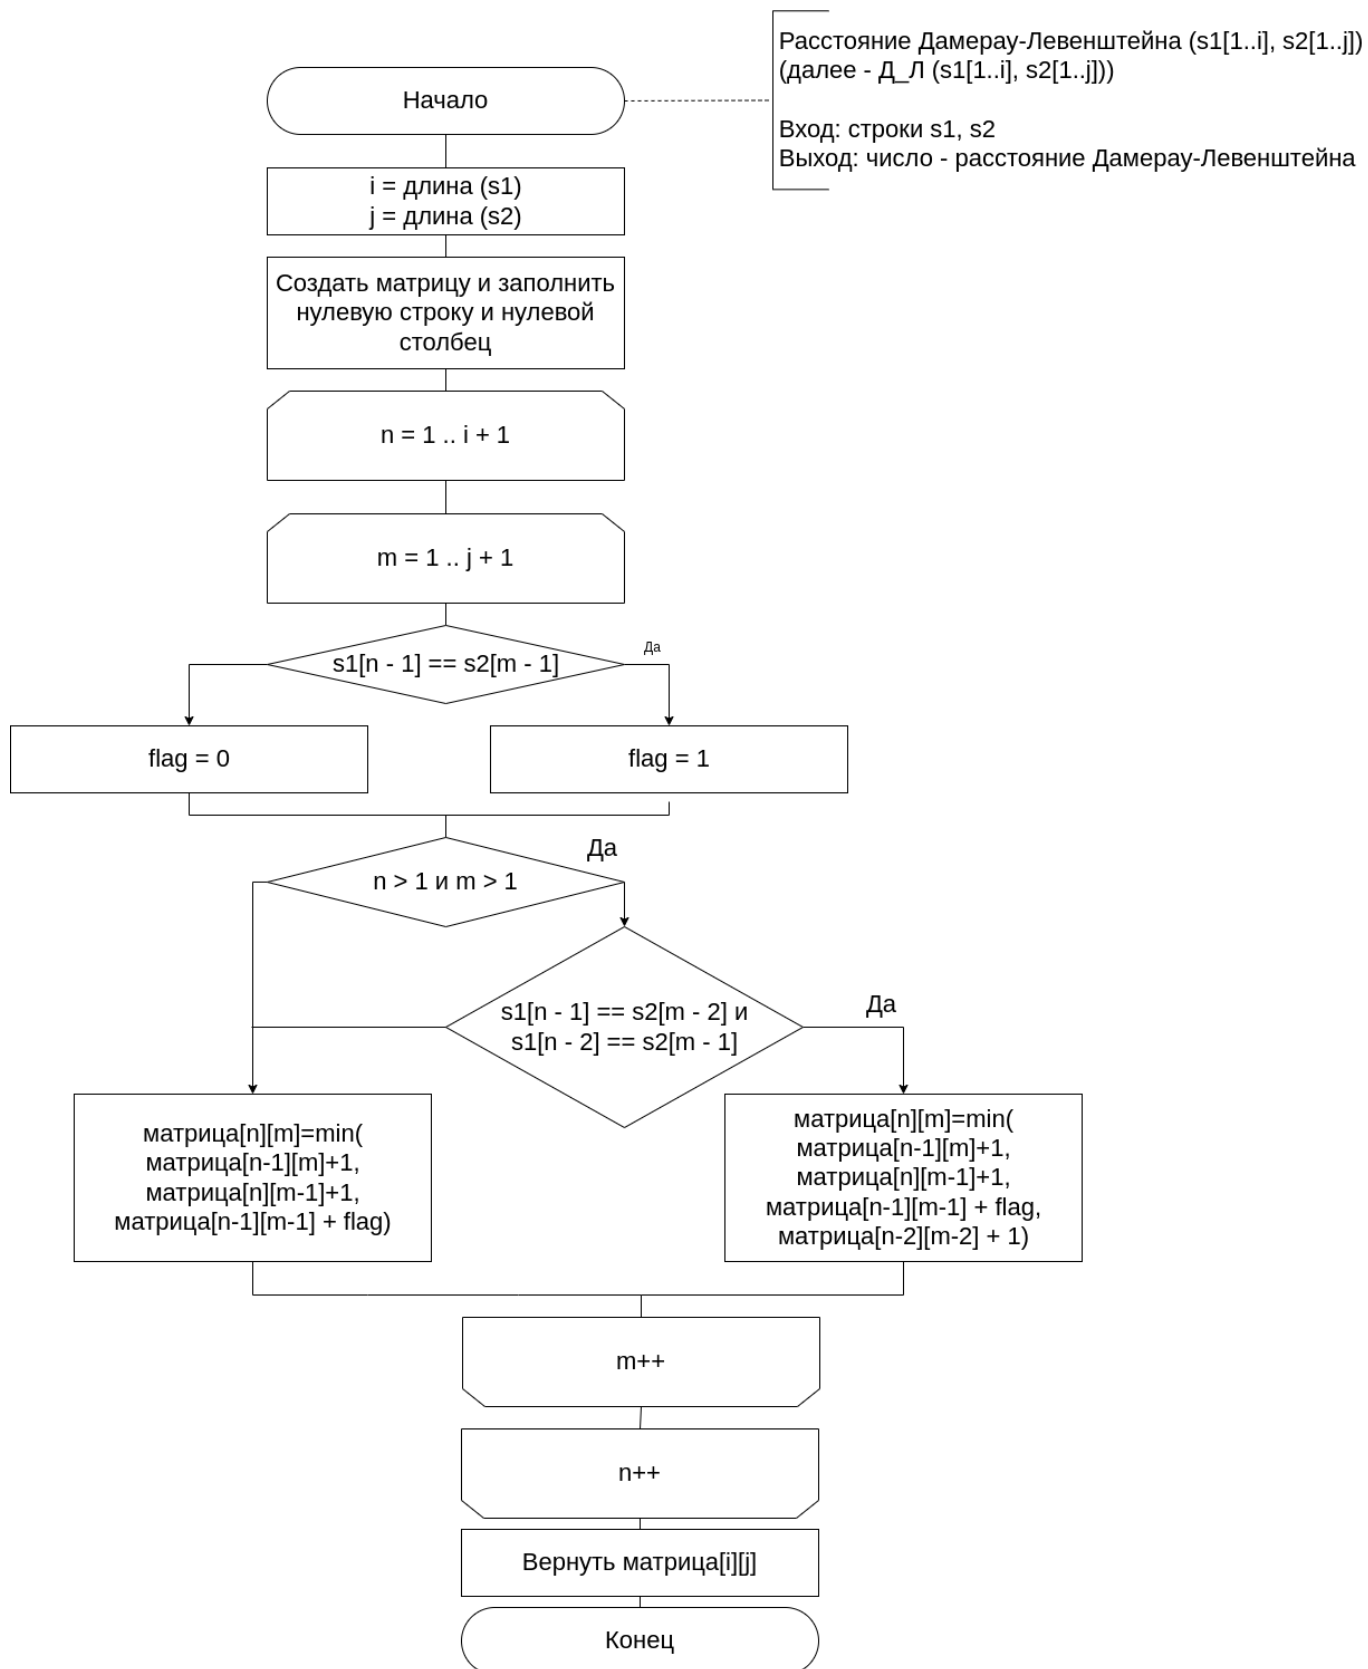 Расстояние Дамерау-Левенштейна (s1[1..i], s2[1..j])
(далее - Д_Л (s1[1..i], s2[1..j]))
Вход: строки s1, s2
Выход: число - расстояние Дамерау-Левенштейна
Начало
i = длина (s1)
j = длина (s2)
Создать матрицу и заполнить
нулевую строку и нулевой
столбец
n = 1 .. i + 1
m = 1 .. j + 1
s1[n - 1] == s2[m - 1]
Да
flag = 0
flag = 1
n > 1 и m > 1
Да
s1[n - 1] == s2[m - 2] и
s1[n - 2] == s2[m - 1]
Да
матрица[n][m]=min(
матрица[n-1][m]+1,
матрица[n][m-1]+1,
матрица[n-1][m-1] + flag)
матрица[n][m]=min(
матрица[n-1][m]+1,
матрица[n][m-1]+1,
матрица[n-1][m-1] + flag,
матрица[n-2][m-2] + 1)
m++
n++
Вернуть матрица[i][j]
Конец